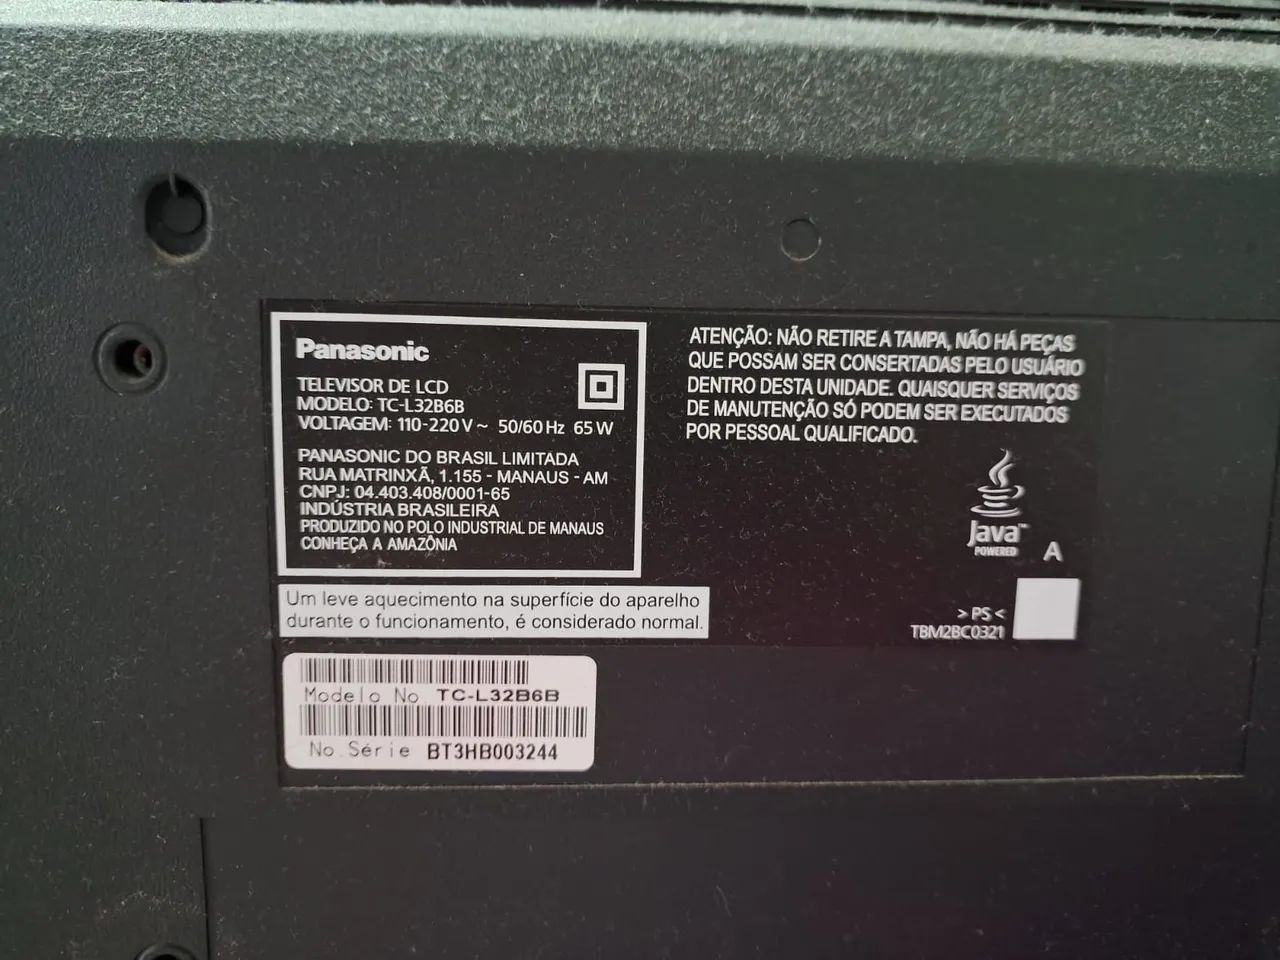 Panasonic
TELEVISOR DE LCD
MODELO: TC-L32B6B
VOLTAGEM: 110-220 V ~ 50/60 Hz 65 W
PANASONIC DO BRASIL LIMITADA
RUA MATRINXÃ, 1.155 - MANAUS - AM
CNPJ: 04.403.408/0001-65
INDÚSTRIA BRASILEIRA
PRODUZIDO NO POLO INDUSTRIAL DE MANAUS
CONHEÇA A AMAZÔNIA
ATENÇÃO: NÃO RETIRE A TAMPA, NÃO HÁ PEÇAS
QUE POSSAM SER CONSERTADAS PELO USUÁRIO
DENTRO DESTA UNIDADE. QUAISQUER SERVIÇOS
DE MANUTENÇÃO SÓ PODEM SER EXECUTADOS
POR PESSOAL QUALIFICADO.
Java™
POWERED
A
>PS<
TBM2BC0321
Um leve aquecimento na superfície do aparelho
durante o funcionamento, é considerado normal.
Modelo No. TC-L32B6B
No.Série BT3HB003244